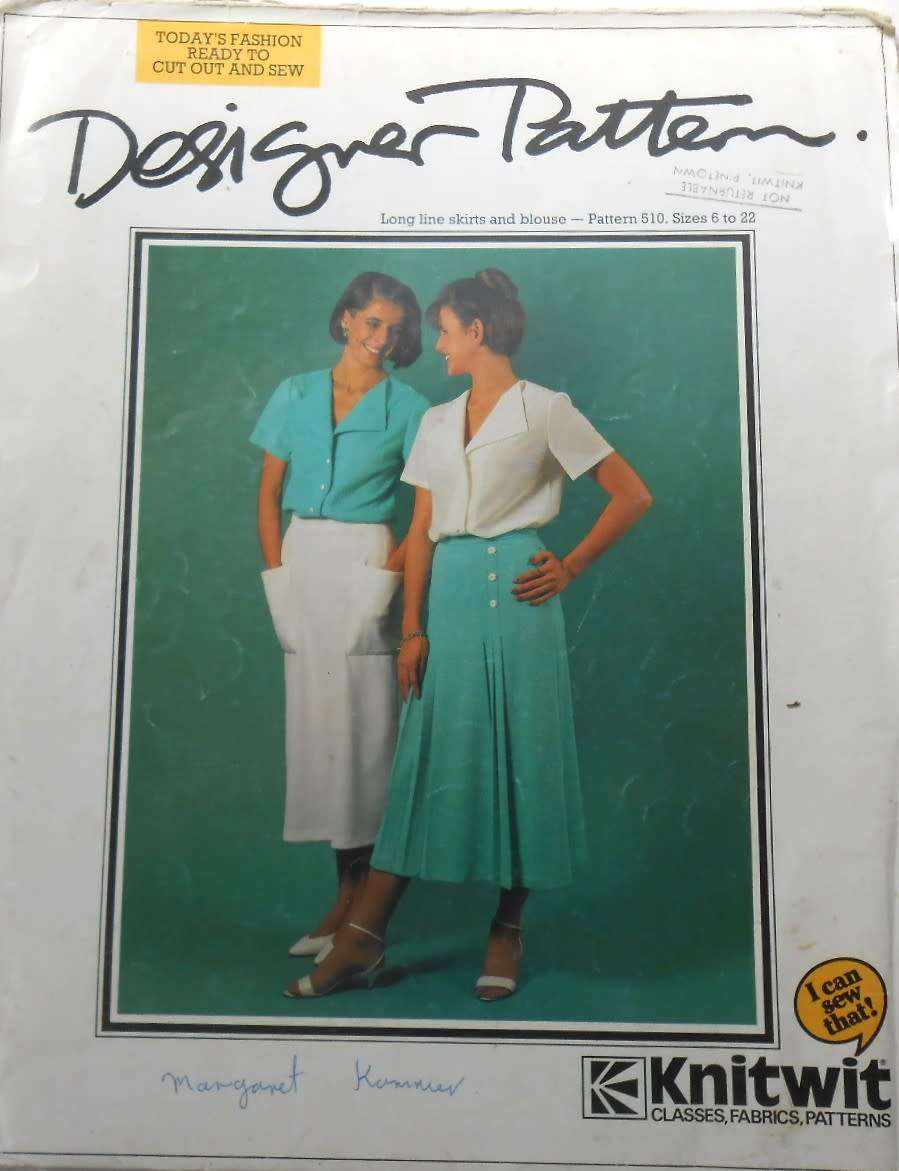 TODAY'S FASHION
READY TO
CUT OUT AND SEW
Designer Pattern.
NOT RETURNABLE
KNITWIT, PINETOWN
Long line skirts and blouse — Pattern 510. Sizes 6 to 22
I can
sew
that!
Margaret
Knitwit®
CLASSES, FABRICS, PATTERNS